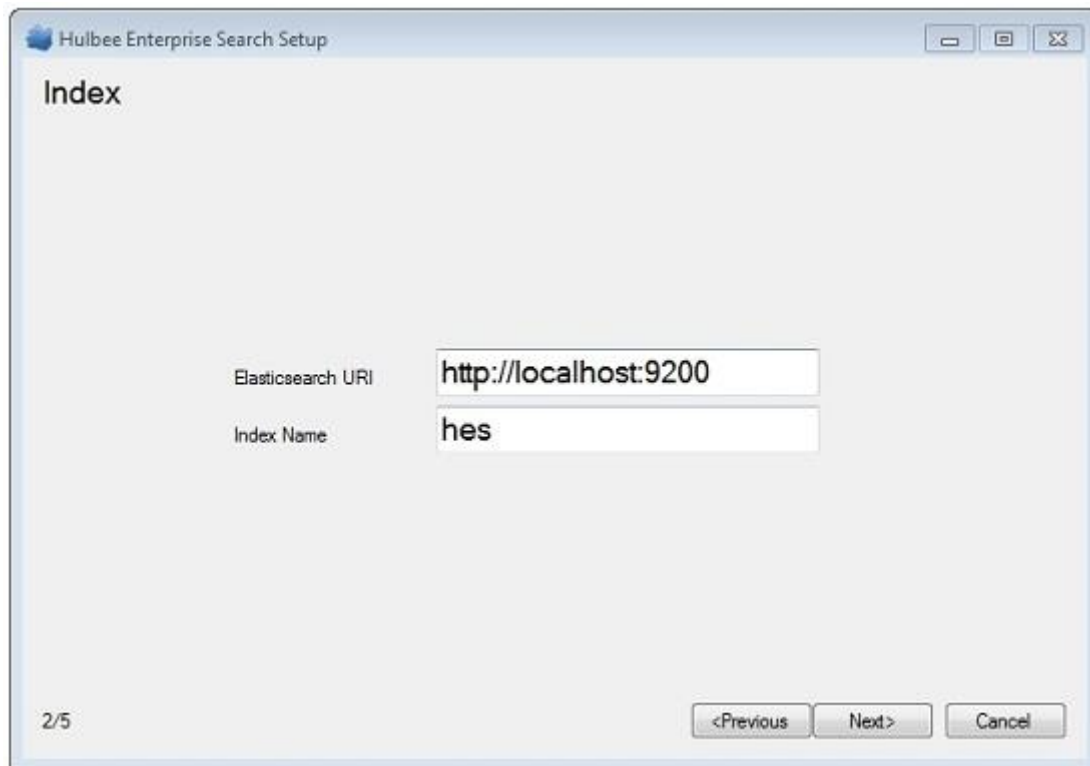 Hulbee Enterprise Search Setup
Index
Elasticsearch URI http://localhost:9200
Index Name hes
2/5 <Previous Next> Cancel